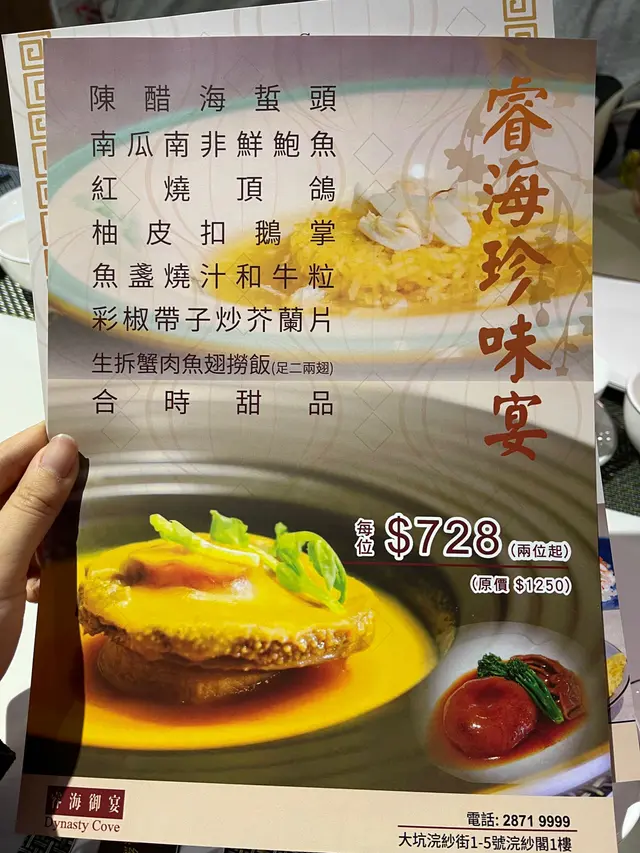 睿海珍味宴
陳醋海蜇頭
南瓜南非鮮鮑魚
紅燒頂鴿
柚皮扣鵝掌
魚盞燒汁和牛粒
彩椒帶子炒芥蘭片
生拆蟹肉魚翅撈飯(足二兩翅)
合時甜品
每位 $728 (兩位起)
(原價 $1250)
睿海御宴
Dynasty Cove
電話: 2871 9999
大坑浣紗街1-5號浣紗閣1樓